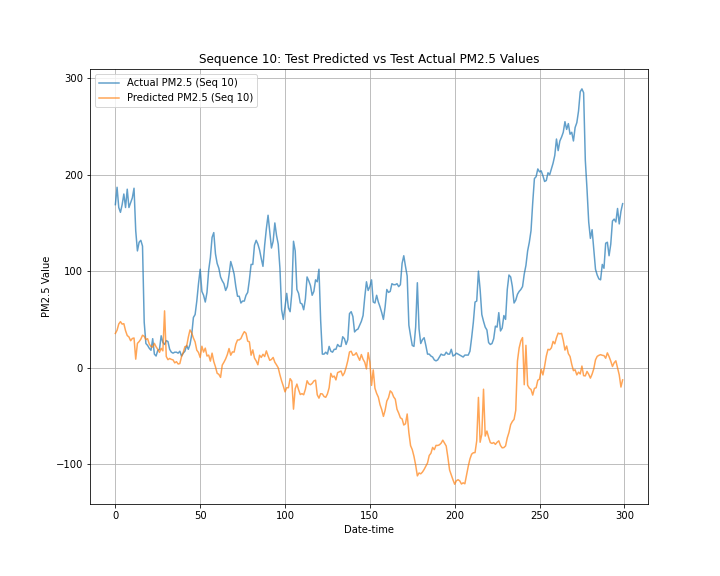 Sequence 10: Test Predicted vs Test Actual PM2.5 Values
Actual PM2.5 (Seq 10)
Predicted PM2.5 (Seq 10)
300
200
100
0
−100
PM2.5 Value
0 50 100 150 200 250 300
Date-time